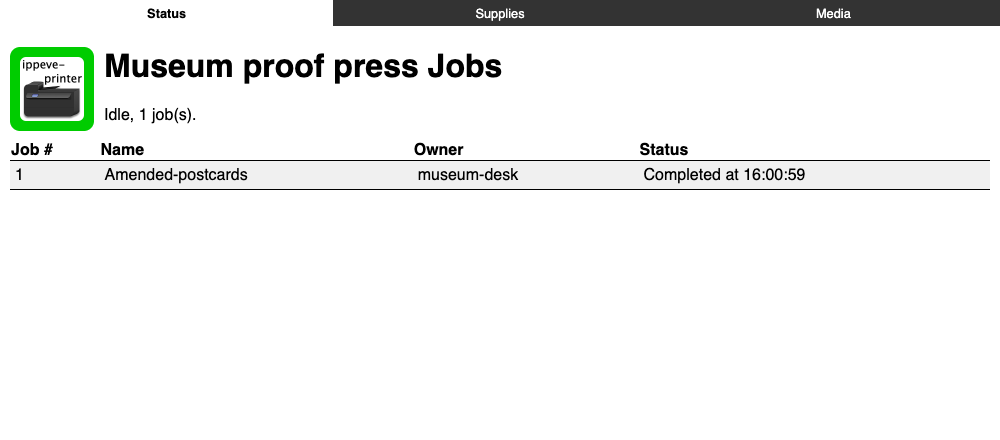 Status Supplies Media
ippeve-
printer
Museum proof press Jobs
Idle, 1 job(s).
Job # Name Owner Status
1 Amended-postcards museum-desk Completed at 16:00:59